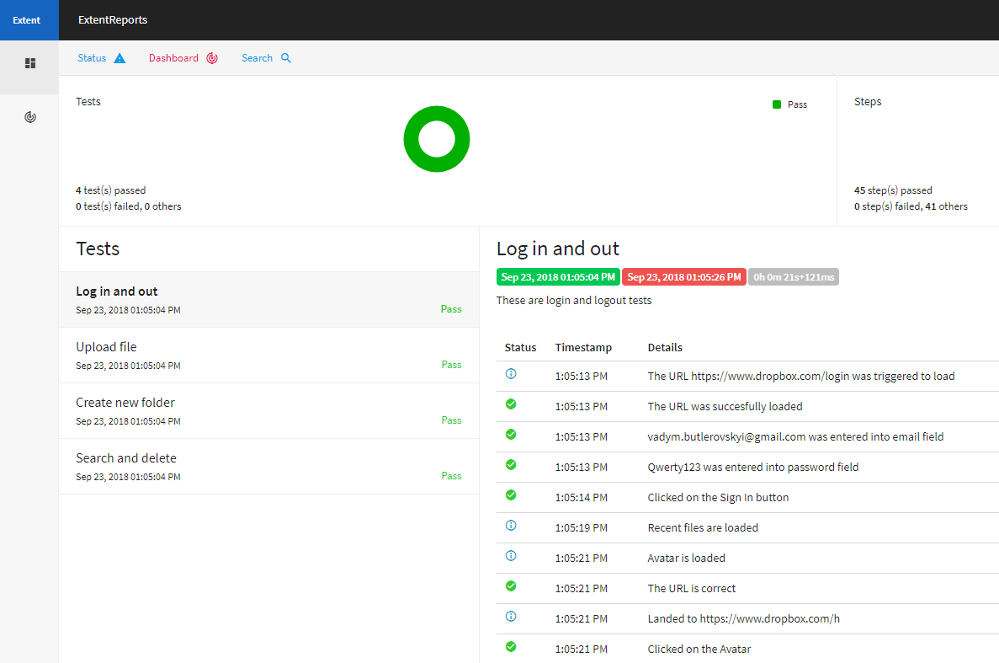 Extent
ExtentReports
Status
Dashboard
Search
Tests
Pass
4 test(s) passed
0 test(s) failed, 0 others
Steps
45 step(s) passed
0 step(s) failed, 41 others
Tests
Log in and out
Sep 23, 2018 01:05:04 PM
Pass
Upload file
Sep 23, 2018 01:05:04 PM
Pass
Create new folder
Sep 23, 2018 01:05:04 PM
Pass
Search and delete
Sep 23, 2018 01:05:04 PM
Pass
Log in and out
Sep 23, 2018 01:05:04 PM Sep 23, 2018 01:05:26 PM 0h 0m 21s+121ms
These are login and logout tests
Status Timestamp Details
1:05:13 PM The URL https://www.dropbox.com/login was triggered to load
1:05:13 PM The URL was succesfully loaded
1:05:13 PM vadym.butlerovskyi@gmail.com was entered into email field
1:05:13 PM Qwerty123 was entered into password field
1:05:14 PM Clicked on the Sign In button
1:05:19 PM Recent files are loaded
1:05:21 PM Avatar is loaded
1:05:21 PM The URL is correct
1:05:21 PM Landed to https://www.dropbox.com/h
1:05:21 PM Clicked on the Avatar